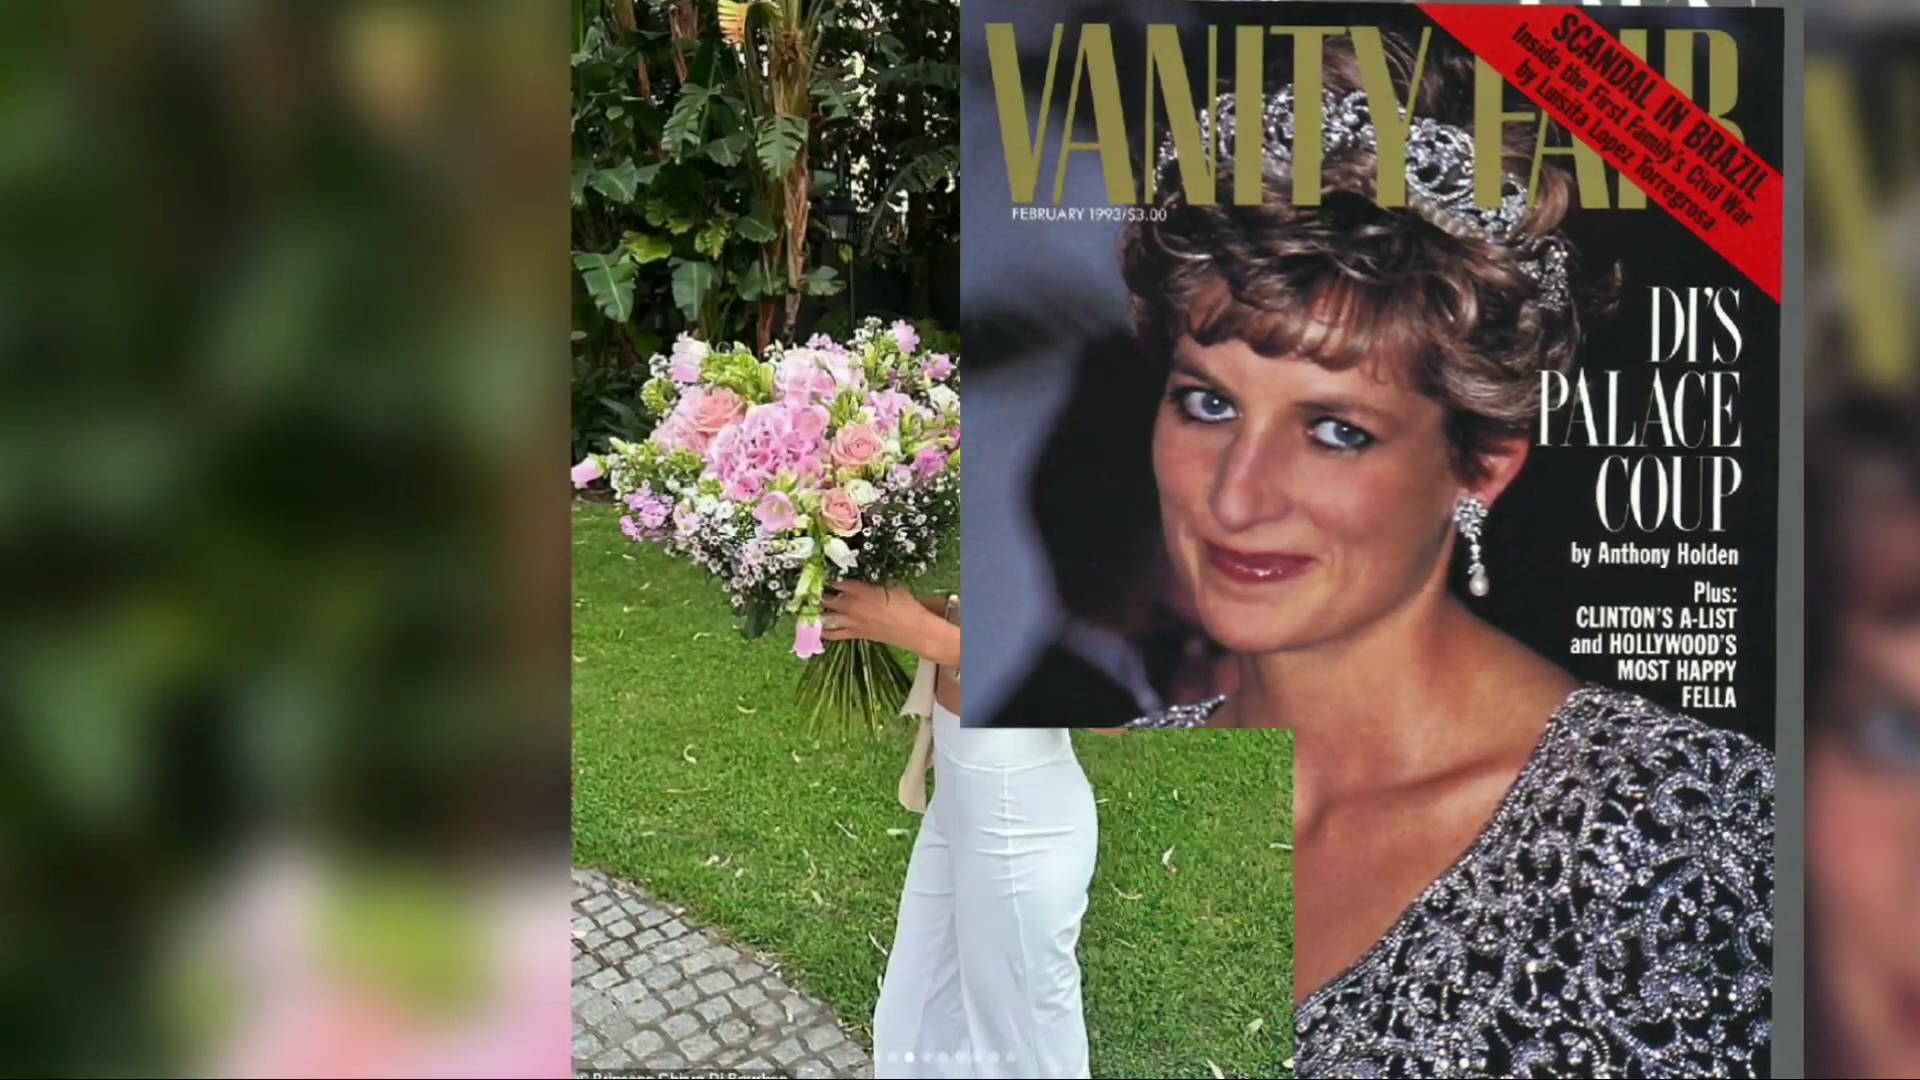 VANITY FAIR
FEBRUARY 1993/$3.00
SCANDAL IN BRAZIL
Inside the First Family's Civil War
by Luisita Lopez Torregrosa
DI'S
PALACE
COUP
by Anthony Holden
Plus:
CLINTON'S A-LIST
and HOLLYWOOD'S
MOST HAPPY
FELLA